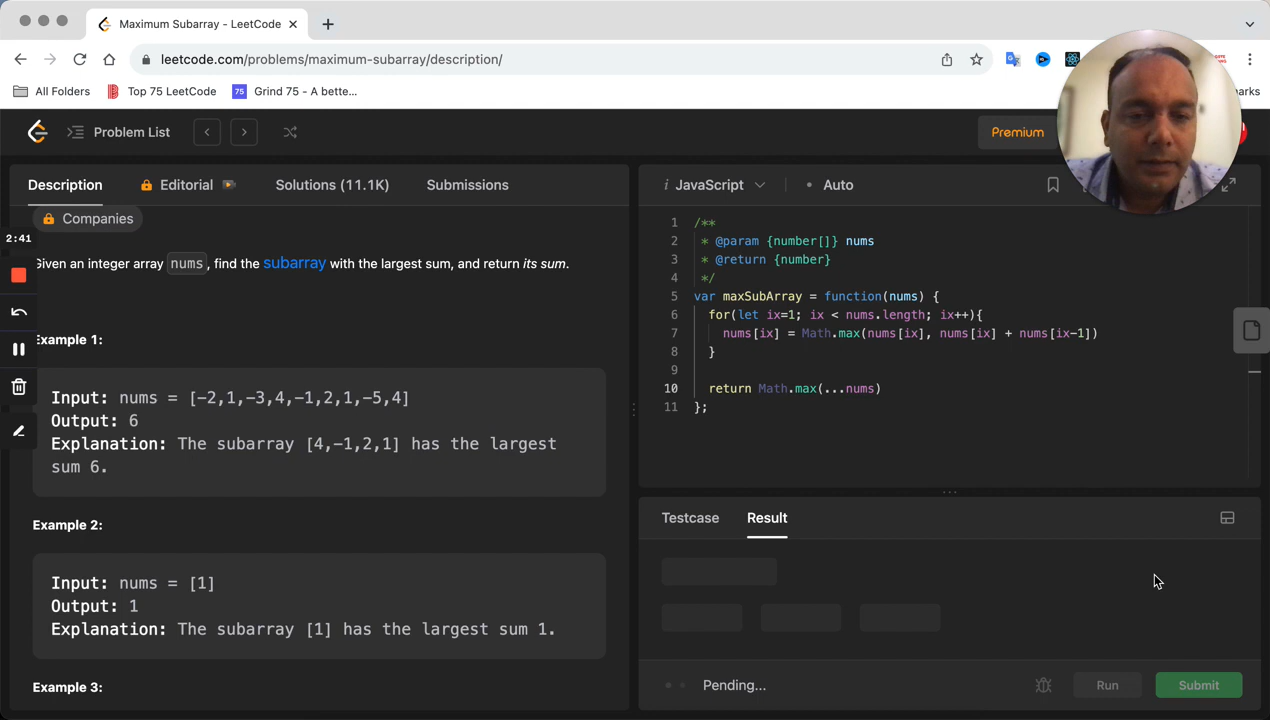 Maximum Subarray - LeetCode
leetcode.com/problems/maximum-subarray/description/
All Folders
Top 75 LeetCode
75
Grind 75 - A bette...
Problem List
Premium
Description
Editorial
Solutions (11.1K)
Submissions
Companies
2:41
Given an integer array nums, find the subarray with the largest sum, and return its sum.
Example 1:
Input: nums = [-2,1,-3,4,-1,2,1,-5,4]
Output: 6
Explanation: The subarray [4,-1,2,1] has the largest
sum 6.
Example 2:
Input: nums = [1]
Output: 1
Explanation: The subarray [1] has the largest sum 1.
Example 3:
i JavaScript
• Auto
1 /**
2 * @param {number[]} nums
3 * @return {number}
4 */
5 var maxSubArray = function(nums) {
6 for(let ix=1; ix < nums.length; ix++){
7 nums[ix] = Math.max(nums[ix], nums[ix] + nums[ix-1])
8 }
9
10 return Math.max(...nums)
11 };
Testcase
Result
Pending...
Run
Submit